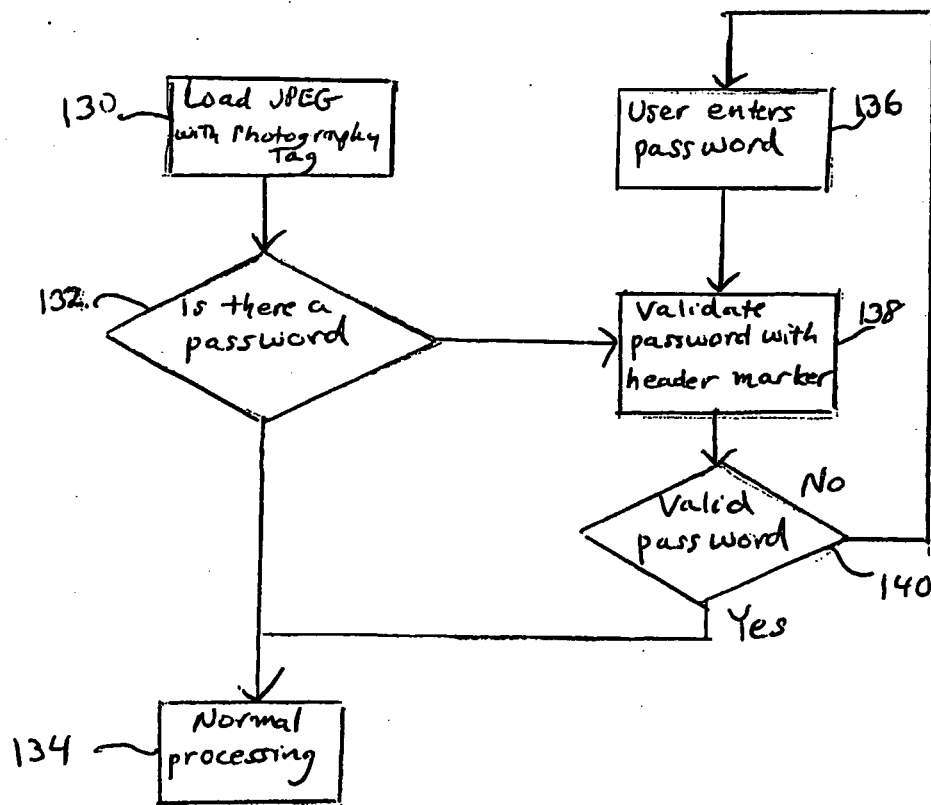 130
Load JPEG
with Photography
Tag
132
Is there a
password
134
Normal
processing
User enters
password
136
Validate
password with
header marker
138
Valid
password
No
140
Yes